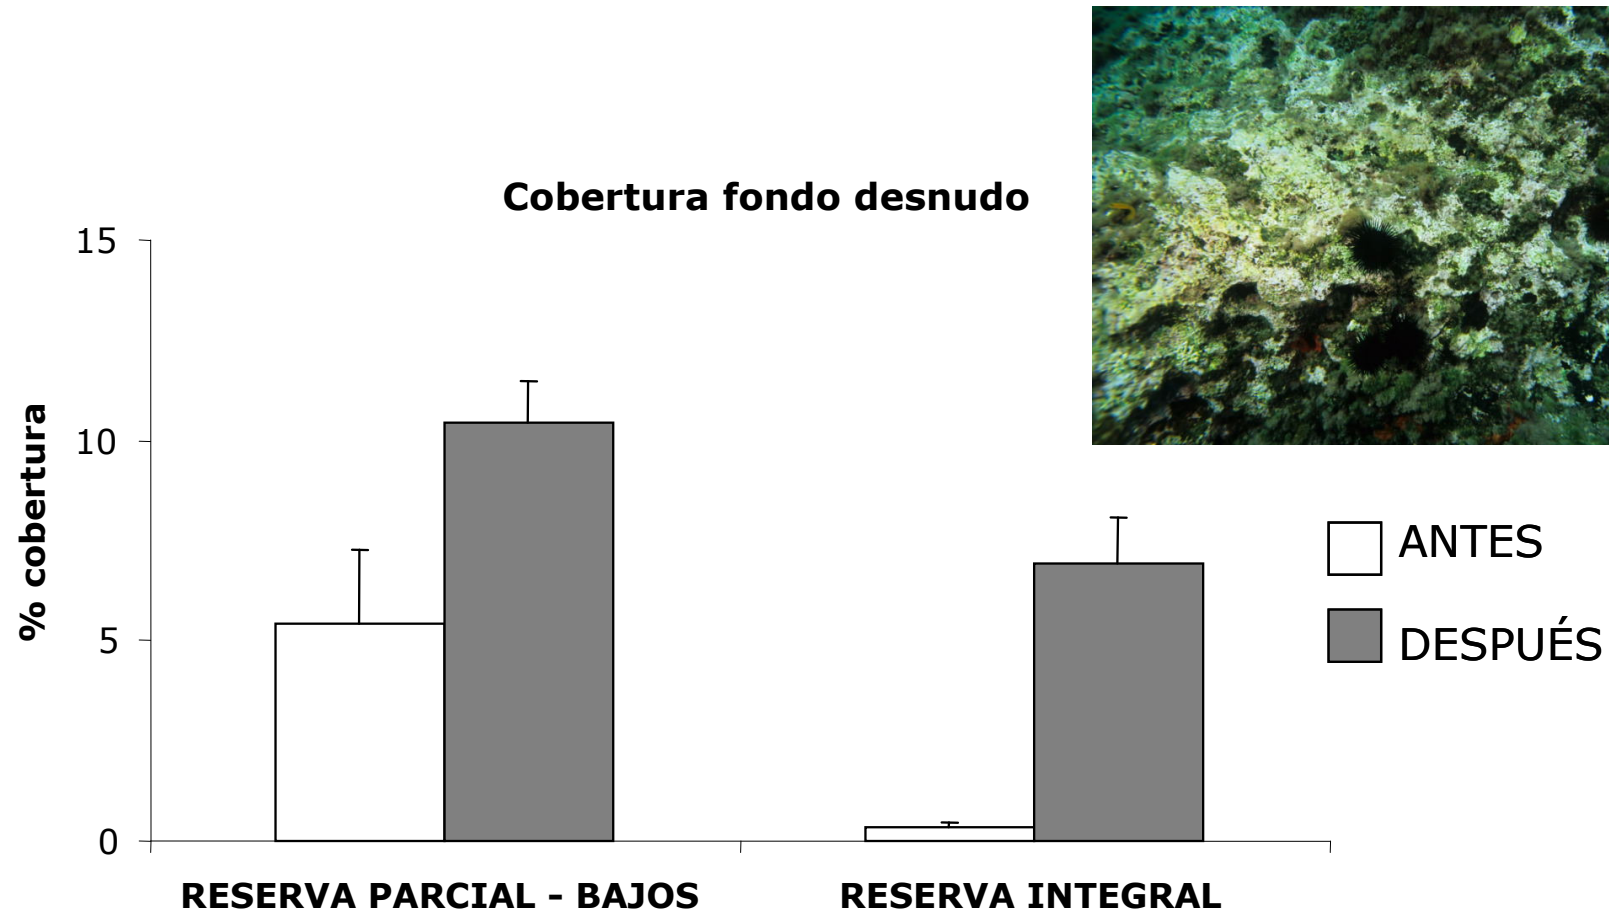 Cobertura fondo desnudo
15
10
5
0
% cobertura
ANTES
DESPUÉS
RESERVA PARCIAL - BAJOS
RESERVA INTEGRAL